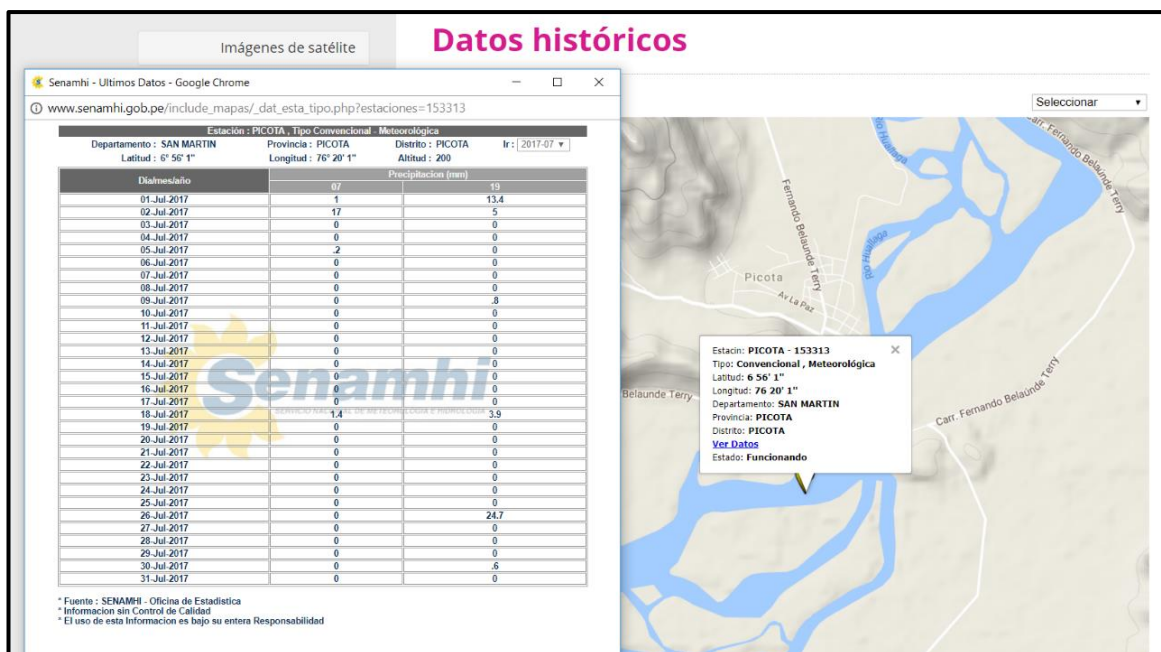 Imágenes de satélite
Datos históricos
Senamhi - Ultimos Datos - Google Chrome
www.senamhi.gob.pe/include_mapas/_dat_esta_tipo.php?estaciones=153313
Estación : PICOTA , Tipo Convencional - Meteorológica
Departamento : SAN MARTIN Provincia : PICOTA Distrito : PICOTA Ir : 2017-07
Latitud : 6° 56' 1" Longitud : 76° 20' 1" Altitud : 200
Dia/mes/año Precipitacion (mm)
07 19
01-Jul-2017 1 13.4
02-Jul-2017 17 5
03-Jul-2017 0 0
04-Jul-2017 0 0
05-Jul-2017 .2 0
06-Jul-2017 0 0
07-Jul-2017 0 0
08-Jul-2017 0 0
09-Jul-2017 0 .8
10-Jul-2017 0 0
11-Jul-2017 0 0
12-Jul-2017 0 0
13-Jul-2017 0 0
14-Jul-2017 0 0
15-Jul-2017 0 0
16-Jul-2017 0 0
17-Jul-2017 0 0
18-Jul-2017 1.4 3.9
19-Jul-2017 0 0
20-Jul-2017 0 0
21-Jul-2017 0 0
22-Jul-2017 0 0
23-Jul-2017 0 0
24-Jul-2017 0 0
25-Jul-2017 0 0
26-Jul-2017 0 24.7
27-Jul-2017 0 0
28-Jul-2017 0 0
29-Jul-2017 0 0
30-Jul-2017 0 .6
31-Jul-2017 0 0
Senamhi
SERVICIO NACIONAL DE METEOROLOGIA E HIDROLOGIA
* Fuente : SENAMHI - Oficina de Estadistica
* Informacion sin Control de Calidad
* El uso de esta Informacion es bajo su entera Responsabilidad
Seleccionar
Rio Huallaga
Carr. Fernando Belaunde Terry
Fernando Belaunde Terry
Rio Huallaga
Picota
Av La Paz
Estacin: PICOTA - 153313
Tipo: Convencional , Meteorológica
Latitud: 6 56' 1"
Longitud: 76 20' 1"
Departamento: SAN MARTIN
Provincia: PICOTA
Distrito: PICOTA
Ver Datos
Estado: Funcionando
Belaunde Terry
Carr. Fernando Belaúnde Terry